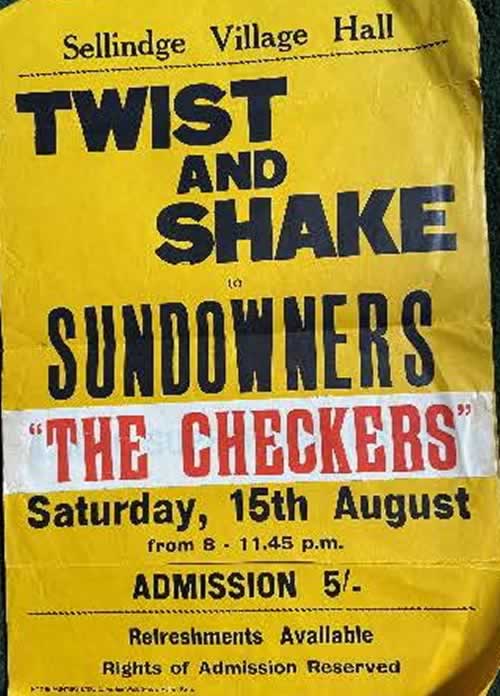 Sellindge Village Hall
TWIST
AND
SHAKE
to
SUNDOWNERS
"THE CHECKERS"
Saturday, 15th August
from 8 - 11.45 p.m.
ADMISSION 5/-
Refreshments Available
Rights of Admission Reserved